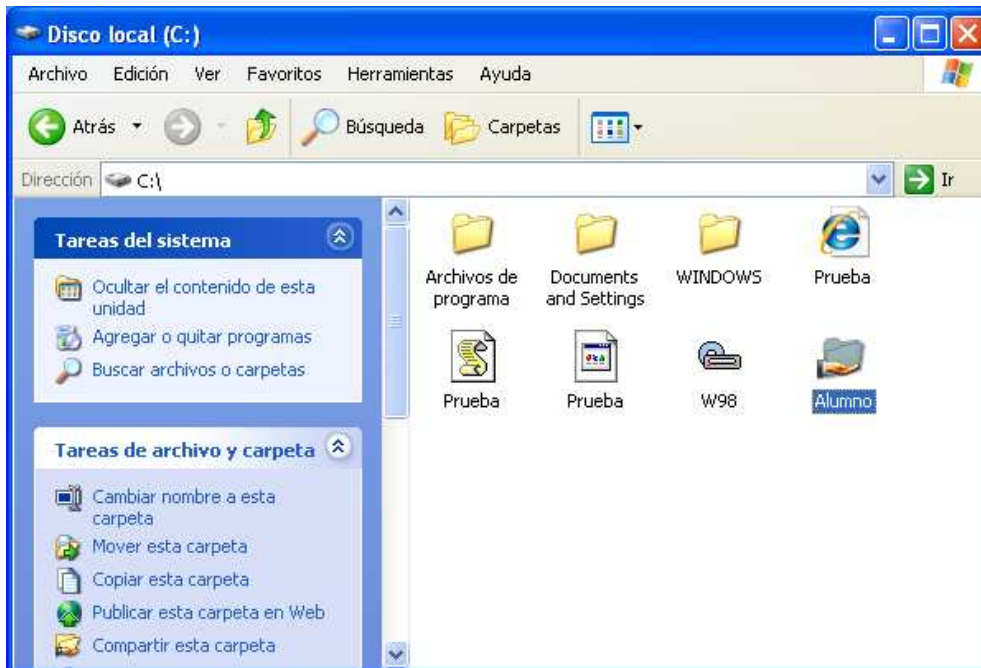 Disco local (C:)
Archivo Edición Ver Favoritos Herramientas Ayuda
Atrás Búsqueda Carpetas
Dirección C:\ Ir
Tareas del sistema
Ocultar el contenido de esta
unidad
Agregar o quitar programas
Buscar archivos o carpetas
Tareas de archivo y carpeta
Cambiar nombre a esta
carpeta
Mover esta carpeta
Copiar esta carpeta
Publicar esta carpeta en Web
Compartir esta carpeta
Archivos de
programa
Documents
and Settings
WINDOWS
Prueba
Prueba
Prueba
W98
Alumno